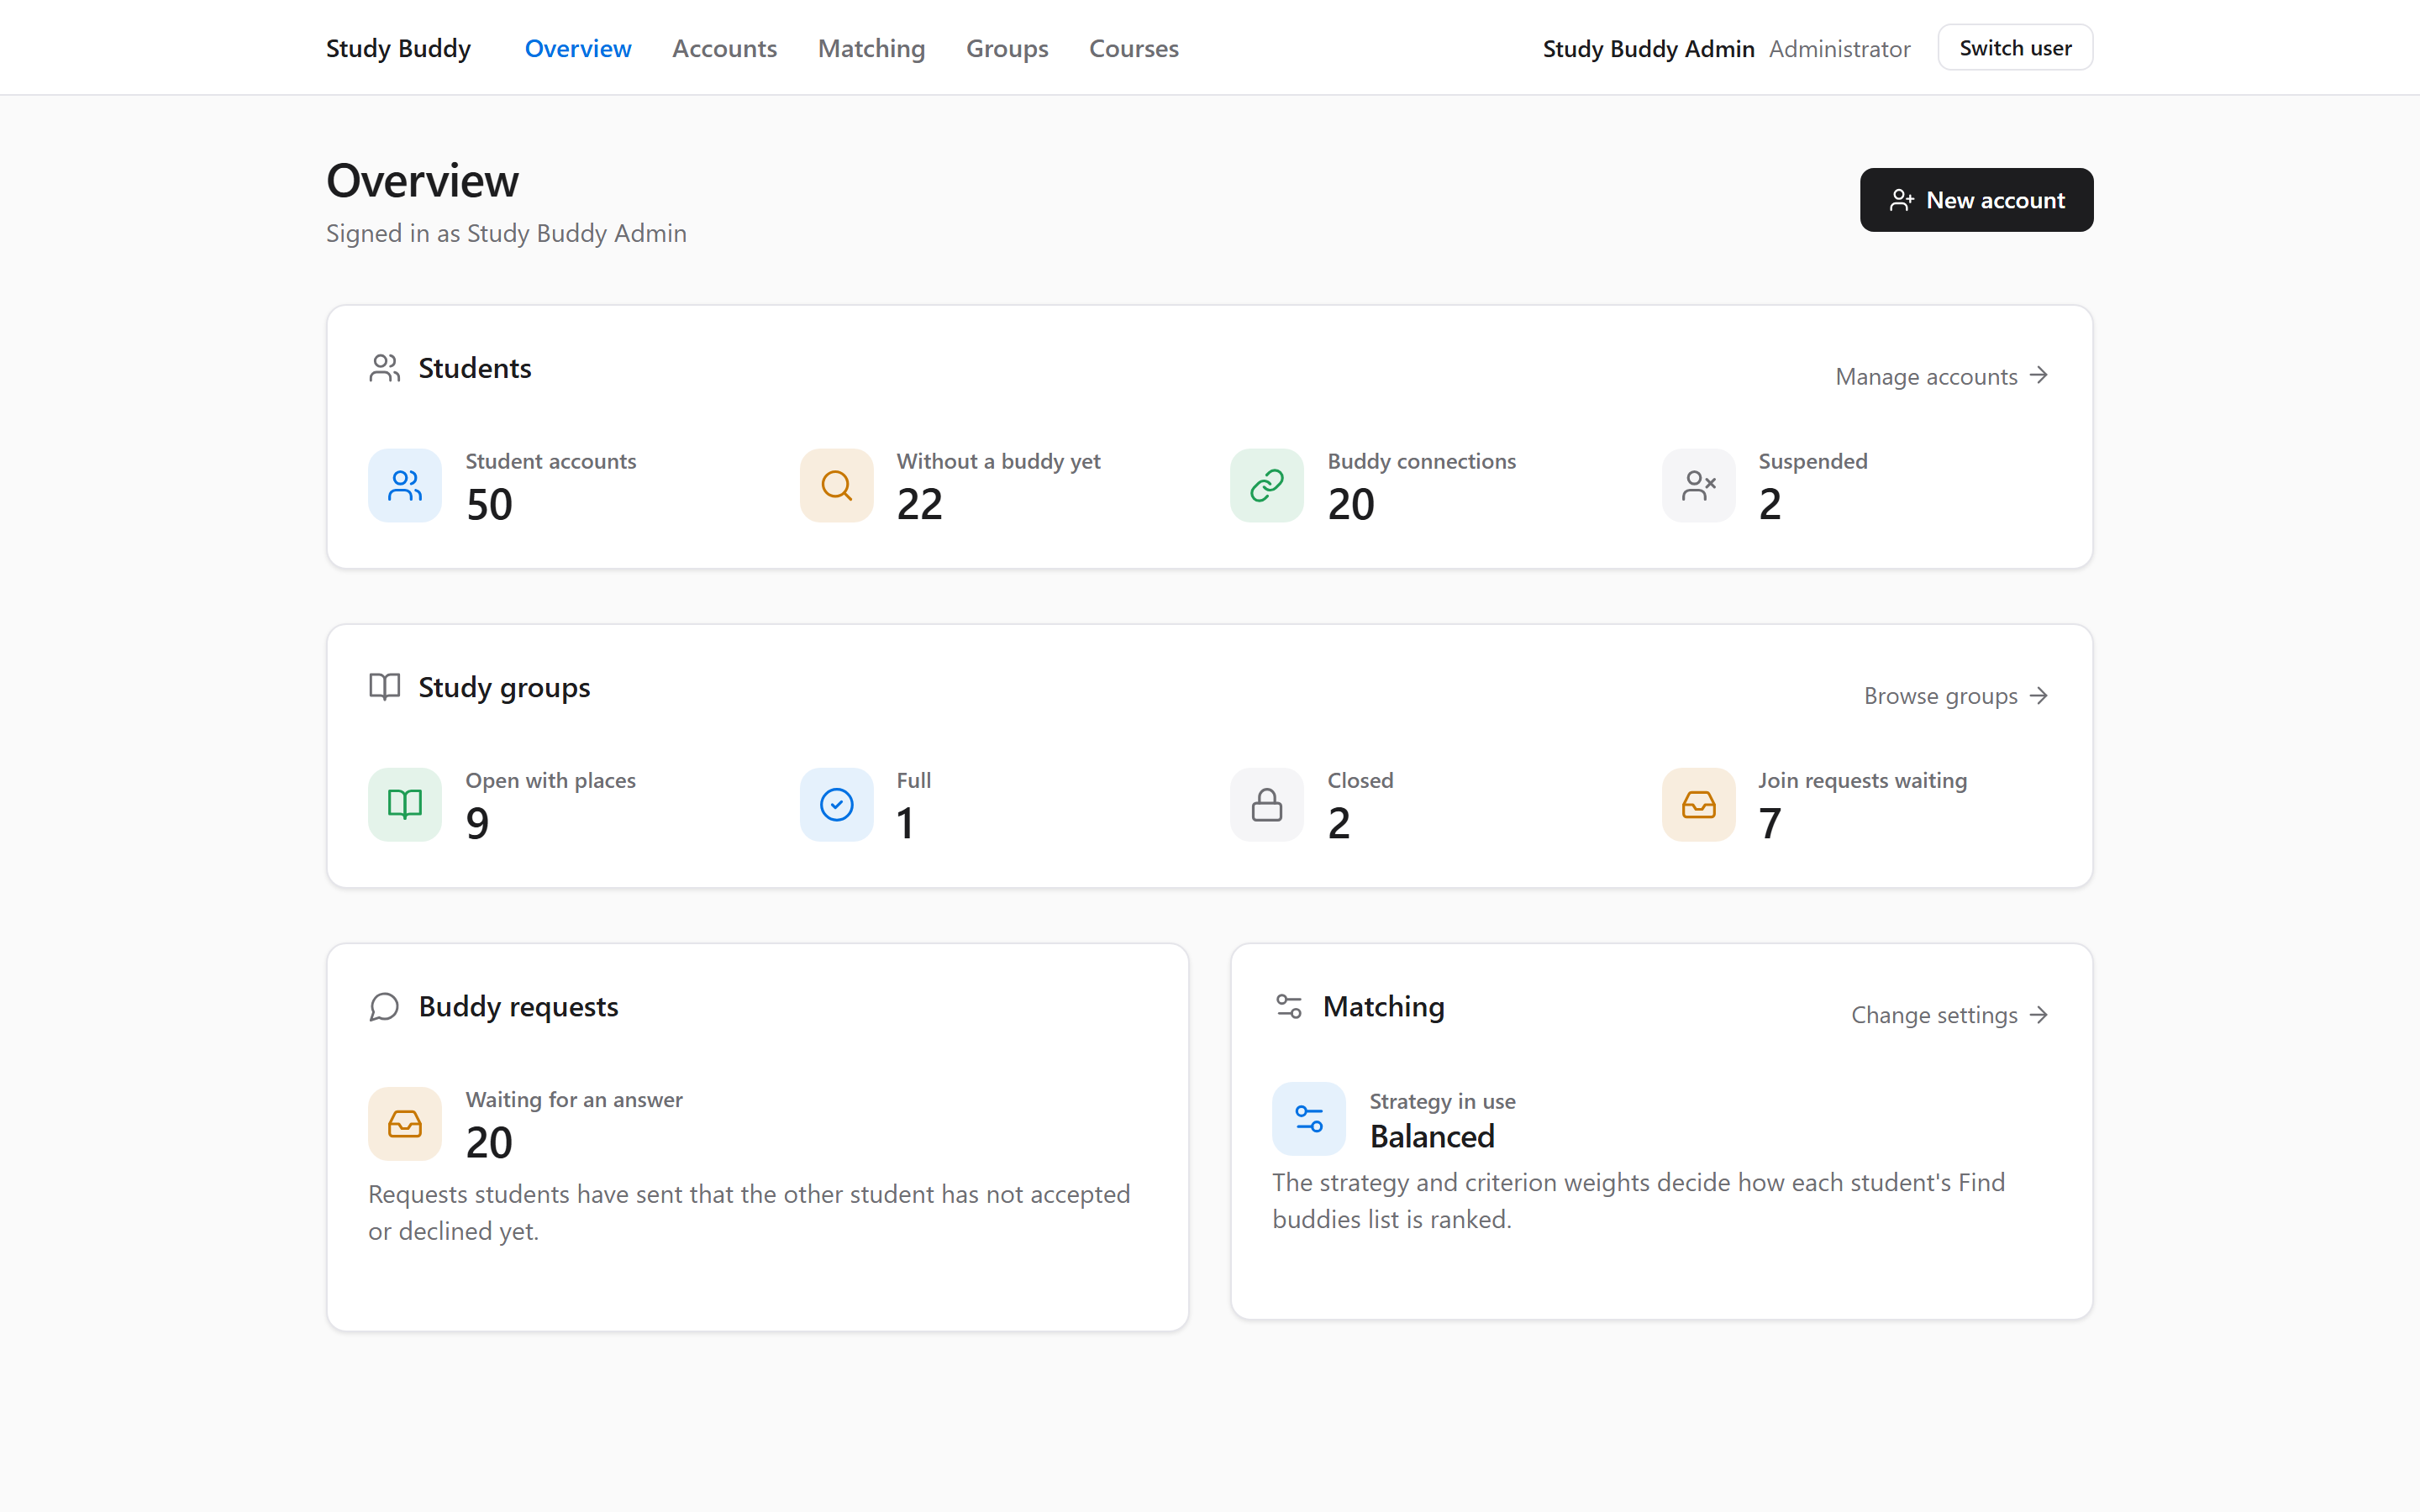 Study Buddy Overview Accounts Matching Groups Courses Study Buddy Admin Administrator Switch user
Overview
Signed in as Study Buddy Admin
New account
Students
Manage accounts
Student accounts
50
Without a buddy yet
22
Buddy connections
20
Suspended
2
Study groups
Browse groups
Open with places
9
Full
1
Closed
2
Join requests waiting
7
Buddy requests
Waiting for an answer
20
Requests students have sent that the other student has not accepted
or declined yet.
Matching
Change settings
Strategy in use
Balanced
The strategy and criterion weights decide how each student's Find
buddies list is ranked.